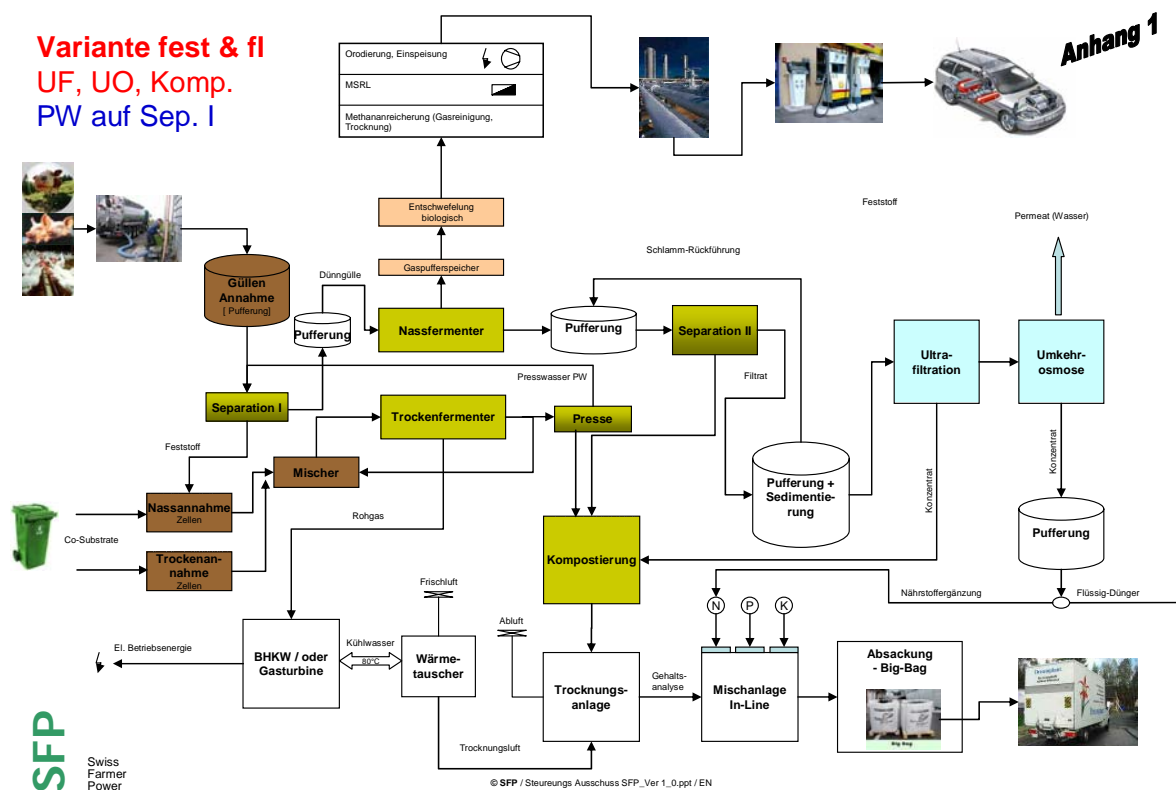 Variante fest & fl
UF, UO, Komp.
PW auf Sep. I
Anhang 1
Orodierung, Einspeisung
MSRL
Methananreicherung (Gasreinigung,
Trocknung)
Entschwefelung
biologisch
Gaspufferspeicher
Feststoff
Permeat (Wasser)
Schlamm-Rückführung
Güllen
Annahme
[ Pufferung]
Dünngülle
Pufferung
Nassfermenter
Pufferung
Separation II
Ultra-
filtration
Umkehr-
osmose
Presswasser PW
Filtrat
Separation I
Trockenfermenter
Presse
Feststoff
Mischer
Pufferung +
Sedimentie-
rung
Konzentrat
Konzentrat
Nassannahme
Zellen
Rohgas
Pufferung
Co-Substrate
Trockenan-
nahme
Zellen
Kompostierung
Frischluft
Nährstoffergänzung
Flüssig-Dünger
N
P
K
Abluft
El. Betriebsenergie
BHKW / oder
Gasturbine
Kühlwasser
80°C
Wärme-
tauscher
Trocknungs-
anlage
Gehalts-
analyse
Mischanlage
In-Line
Absackung
- Big-Bag
Big Bag
Trocknungsluft
SFP
Swiss
Farmer
Power
© SFP / Steureungs Ausschuss SFP_Ver 1_0.ppt / EN